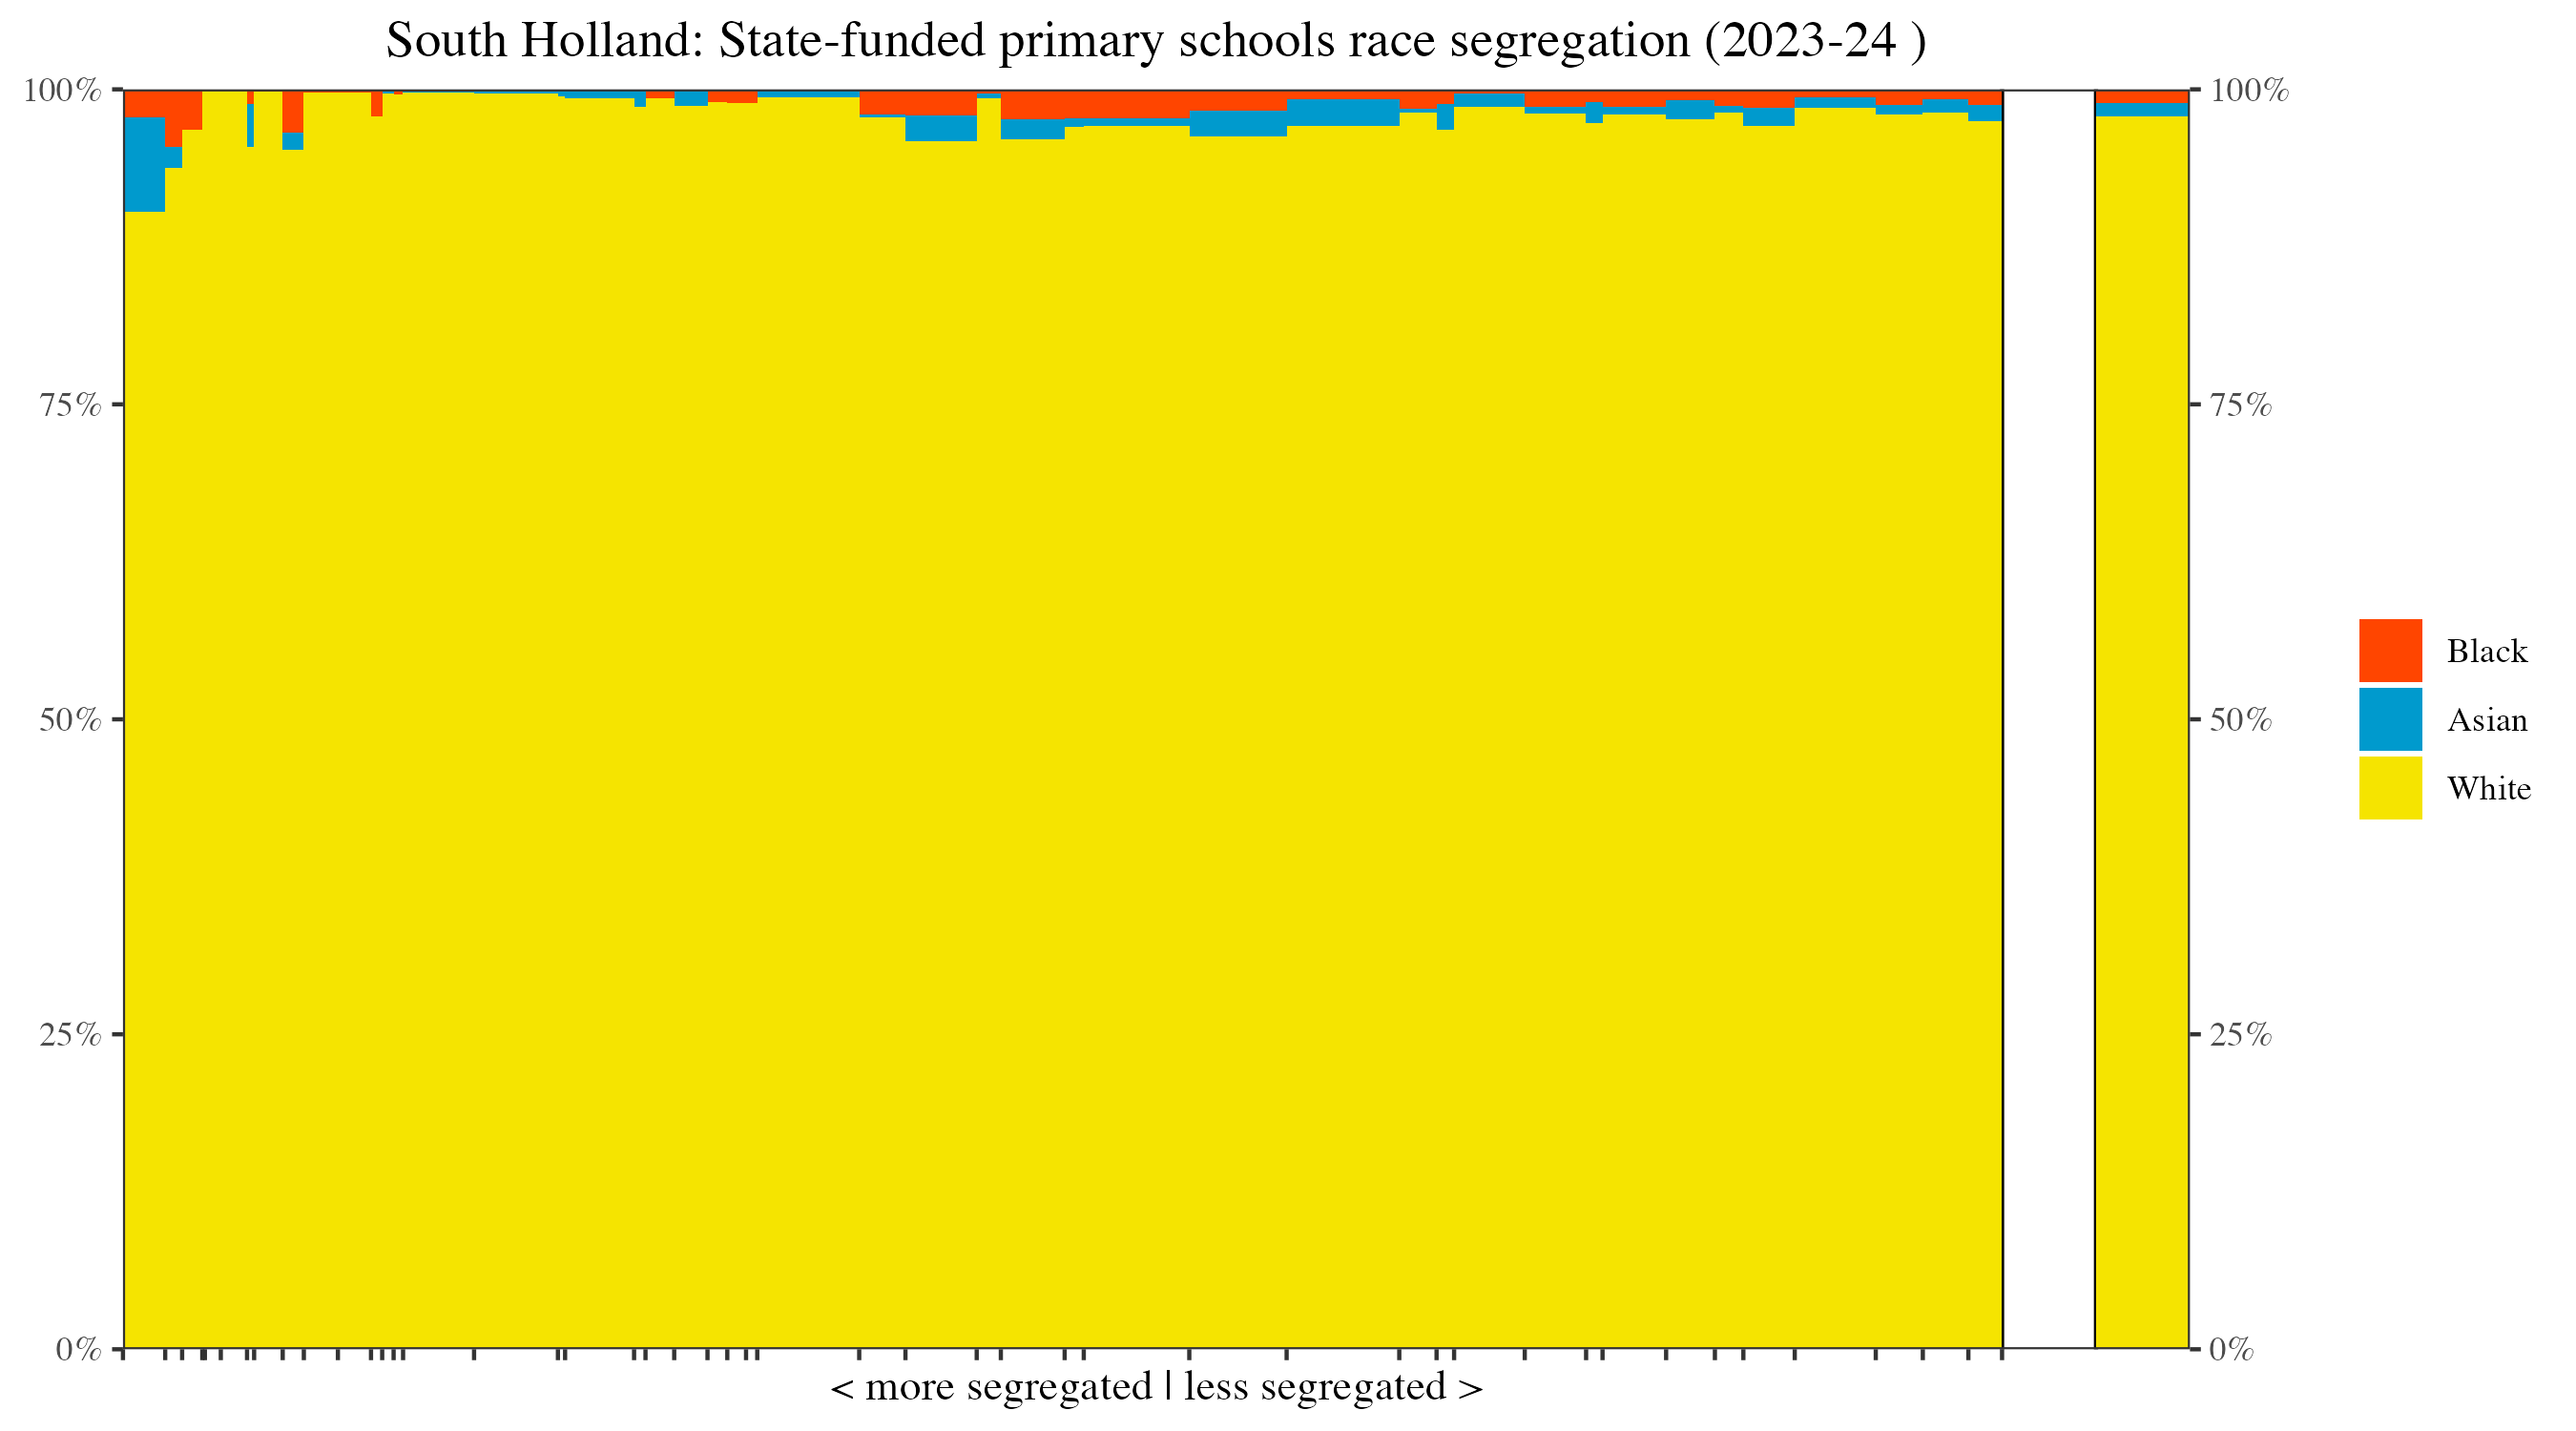 South Holland: State-funded primary schools race segregation (2023-24 )
100%
75%
50%
25%
0%
100%
75%
50%
25%
0%
Black
Asian
White
< more segregated | less segregated >